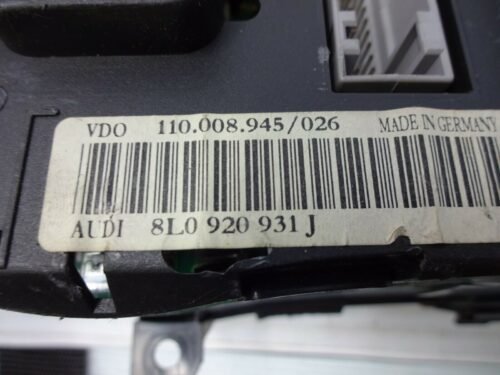 VDO 110.008.945/026 MADE IN GERMANY
AUDI 8L0 920 931 J